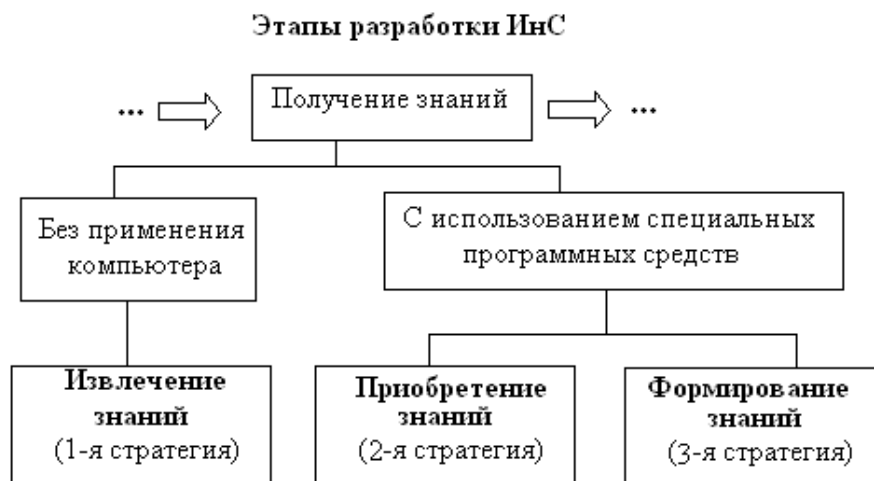 Этапы разработки ИнС
...
Получение знаний
...
Без применения
компьютера
С использованием специальных
программных средств
Извлечение
знаний
(1-я стратегия)
Приобретение
знаний
(2-я стратегия)
Формирование
знаний
(3-я стратегия)